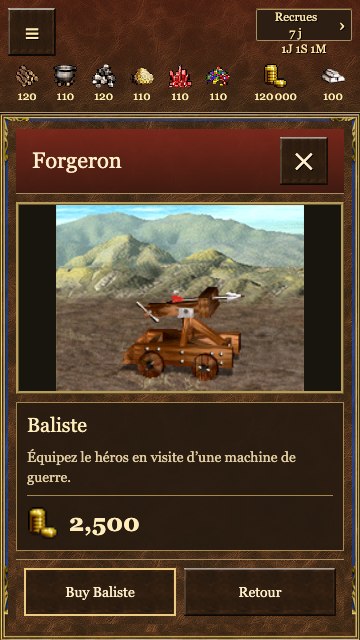 Recrues
7 j
1J 1S 1M
120 110 120 110 110 110 120 000 100
Forgeron
Baliste
Équipez le héros en visite d’une machine de
guerre.
2,500
Buy Baliste Retour